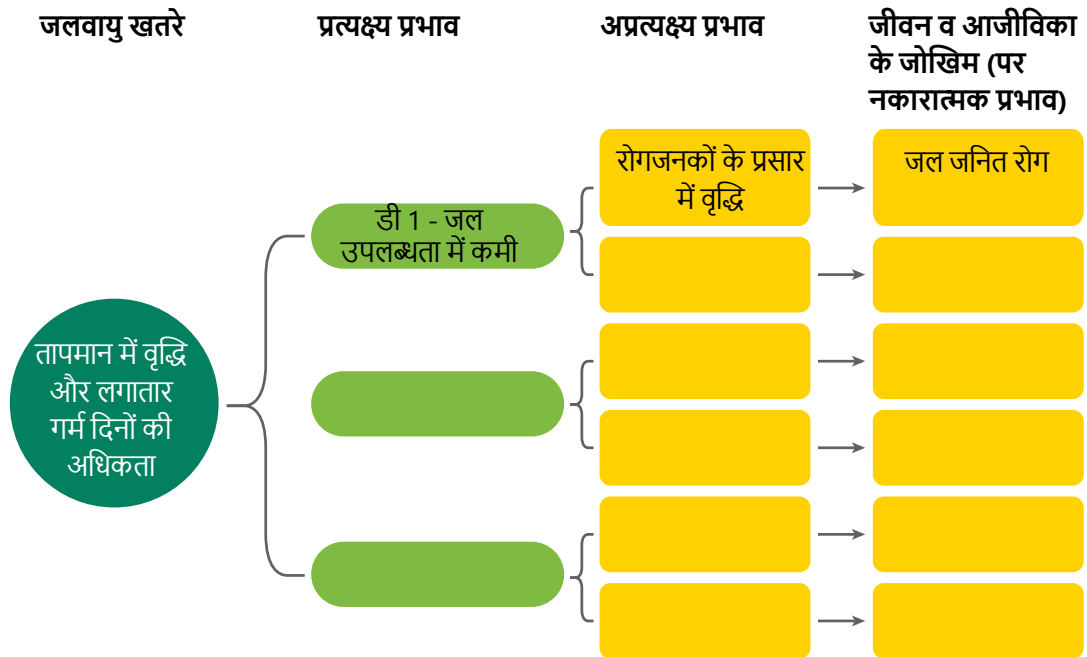 जलवायु खतरे
प्रत्यक्ष्य प्रभाव
अप्रत्यक्ष्य प्रभाव
जीवन व आजीविका
के जोखिम (पर
नकारात्मक प्रभाव)
रोगजनकों के प्रसार
में वृद्धि
जल जनित रोग
डी 1 - जल
उपलब्धता में कमी
तापमान में वृद्धि
और लगातार
गर्म दिनों की
अधिकता